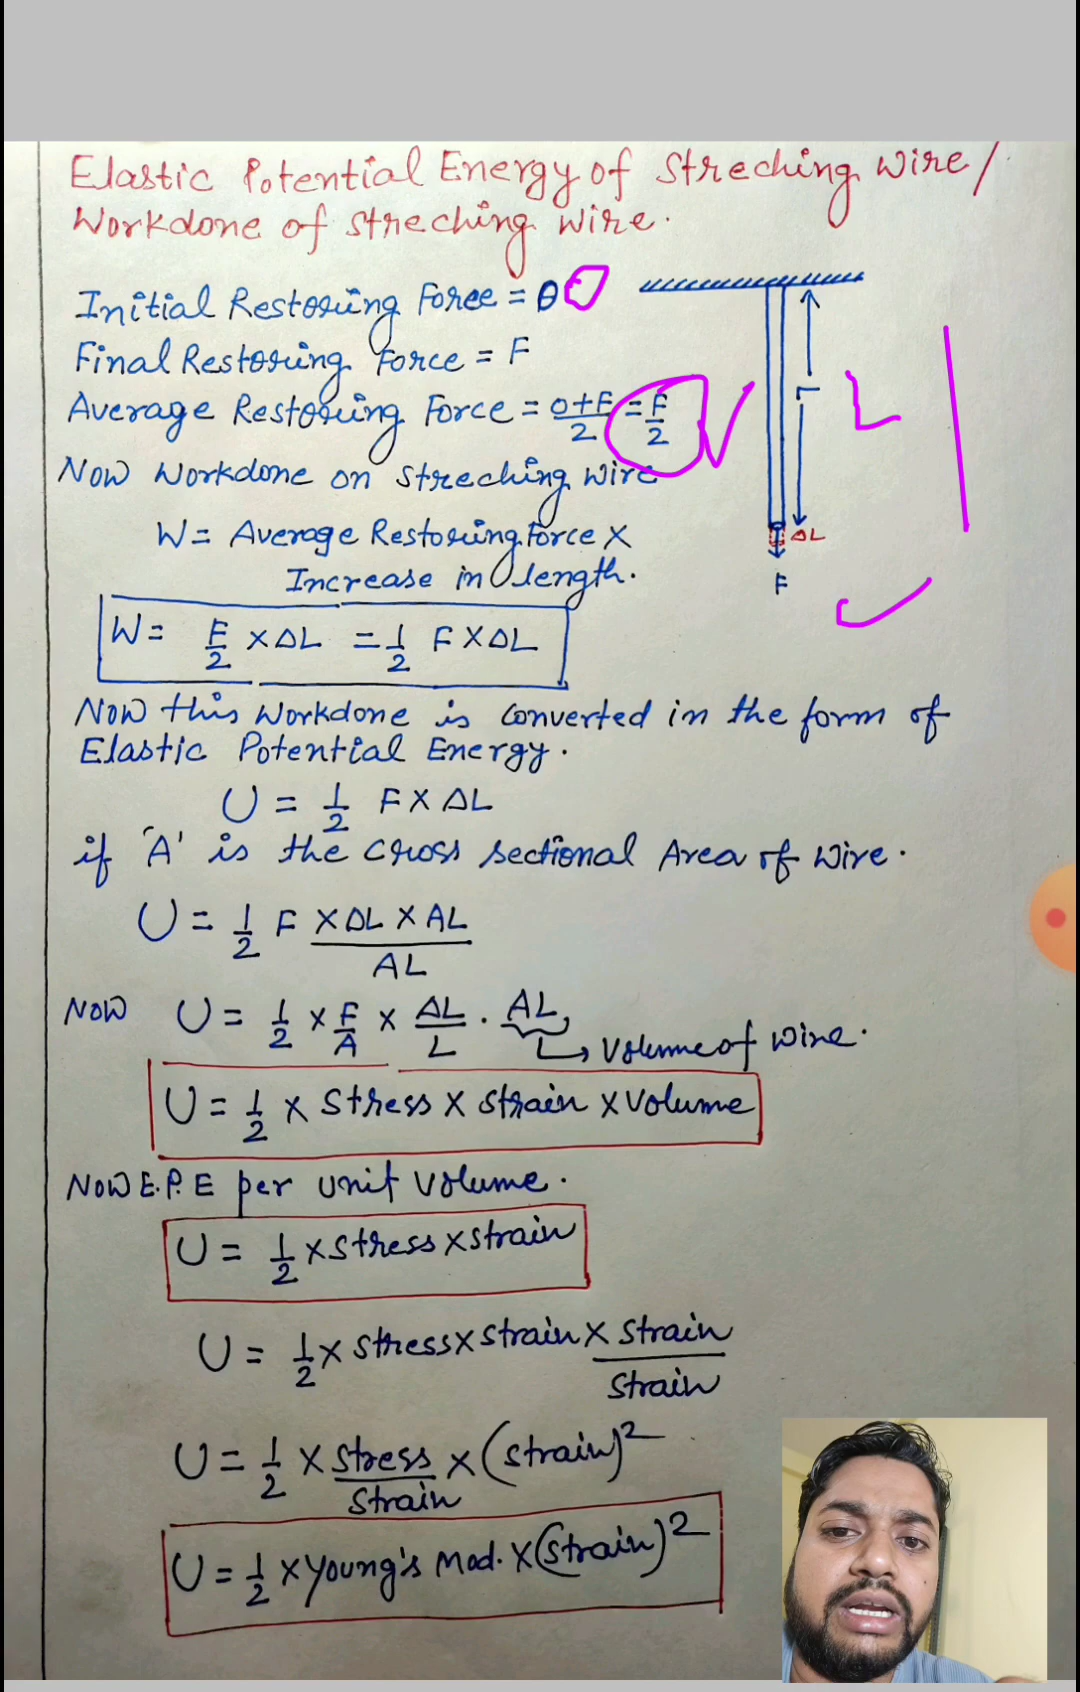 Elastic Potential Energy of Streching Wire/
Workdone of streching wire.
Initial Restoring Force = 0 0
Final Restoring Force = F
Average Restoring Force = 0+F/2 = F/2
L
L
Now Workdone on streching wire
W = Average Restoring Force ×
Increase in length.
ΔL
F
W = F/2 × ΔL = 1/2 F × ΔL
Now this Workdone is converted in the form of
Elastic Potential Energy.
U = 1/2 F × ΔL
if 'A' is the cross sectional Area of wire.
U = 1/2 F × ΔL × AL / AL
Now U = 1/2 × F/A × ΔL/L . AL
→ Volume of wire.
U = 1/2 × Stress × Strain × Volume
Now E.P.E per unit volume.
U = 1/2 × Stress × Strain
U = 1/2 × Stress × Strain × Strain/Strain
U = 1/2 × Stress/Strain × (Strain)²
U = 1/2 × Young's Mod. × (Strain)²